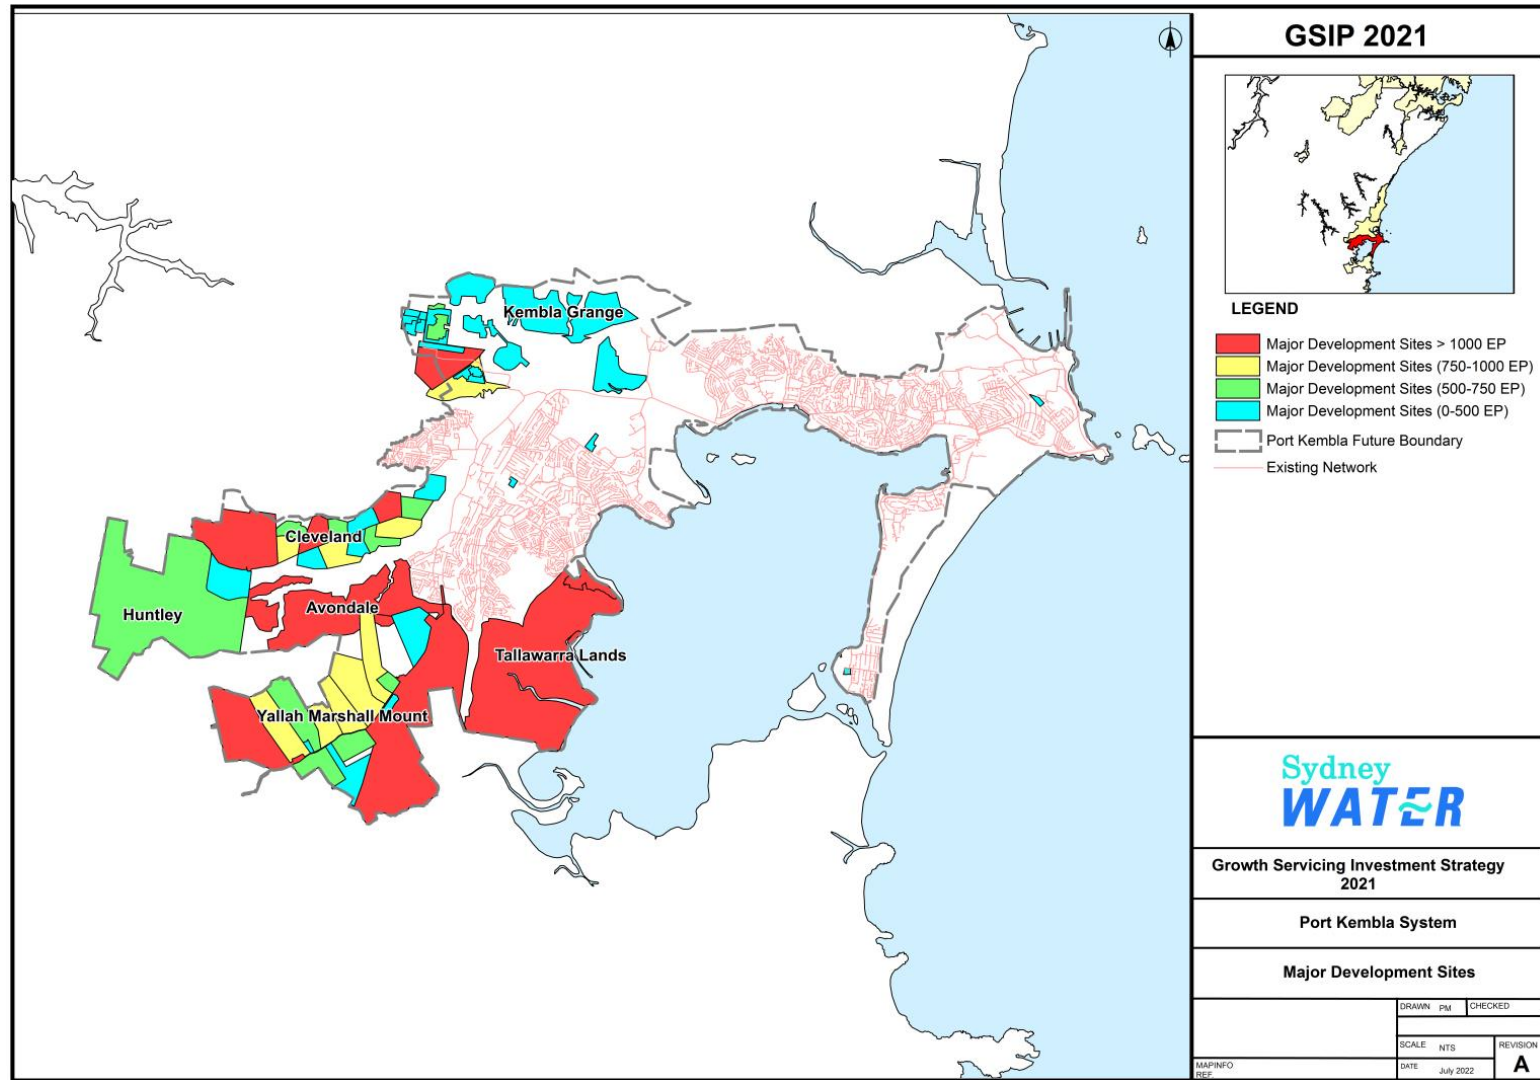 GSIP 2021
Kembla Grange
Cleveland
Huntley
Avondale
Tallawarra Lands
Yallah Marshall Mount
LEGEND
Major Development Sites > 1000 EP
Major Development Sites (750-1000 EP)
Major Development Sites (500-750 EP)
Major Development Sites (0-500 EP)
Port Kembla Future Boundary
Existing Network
Sydney
WATER
Growth Servicing Investment Strategy
2021
Port Kembla System
Major Development Sites
DRAWN PM CHECKED
SCALE NTS REVISION
MAPINFO
REF.
DATE July 2022 A